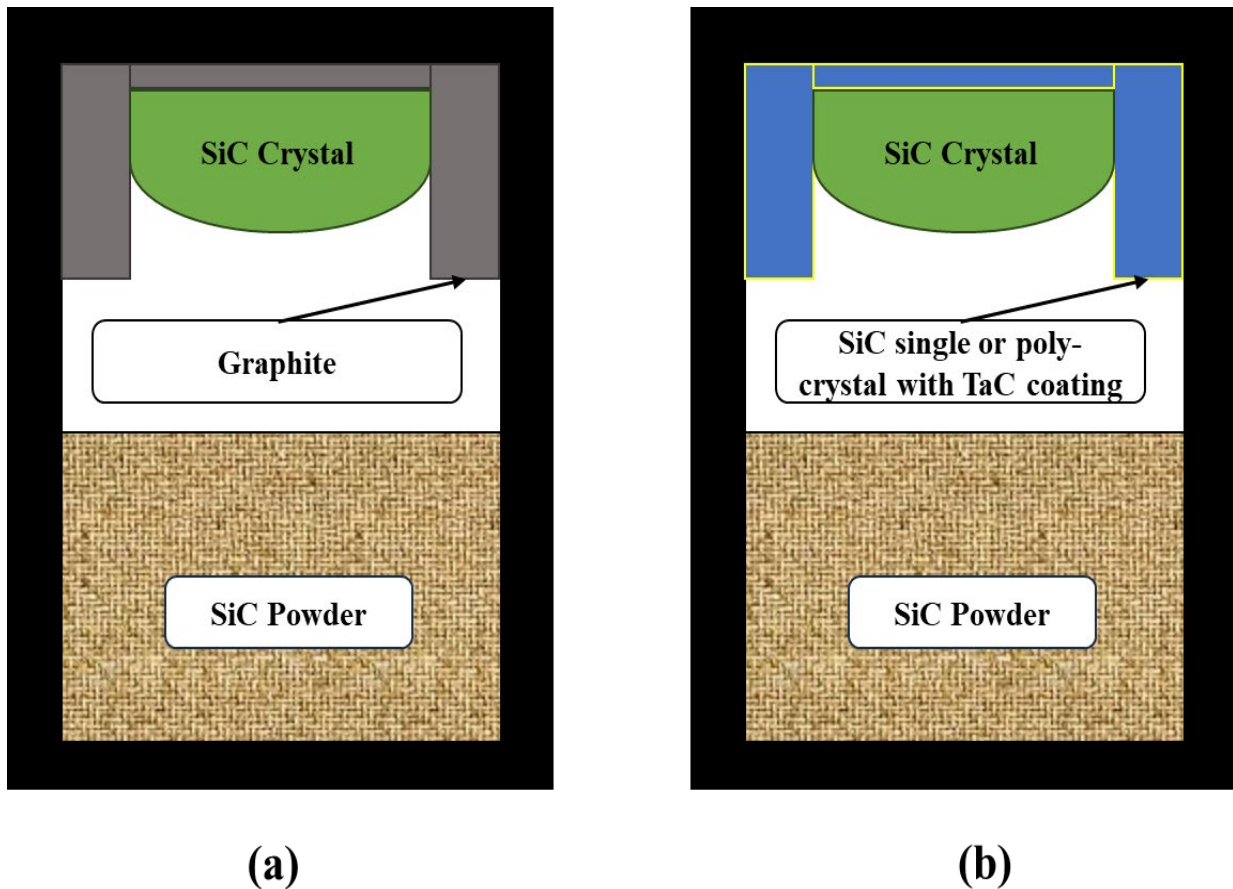 SiC Crystal
Graphite
SiC Powder
(a)
SiC Crystal
SiC single or poly-
crystal with TaC coating
SiC Powder
(b)